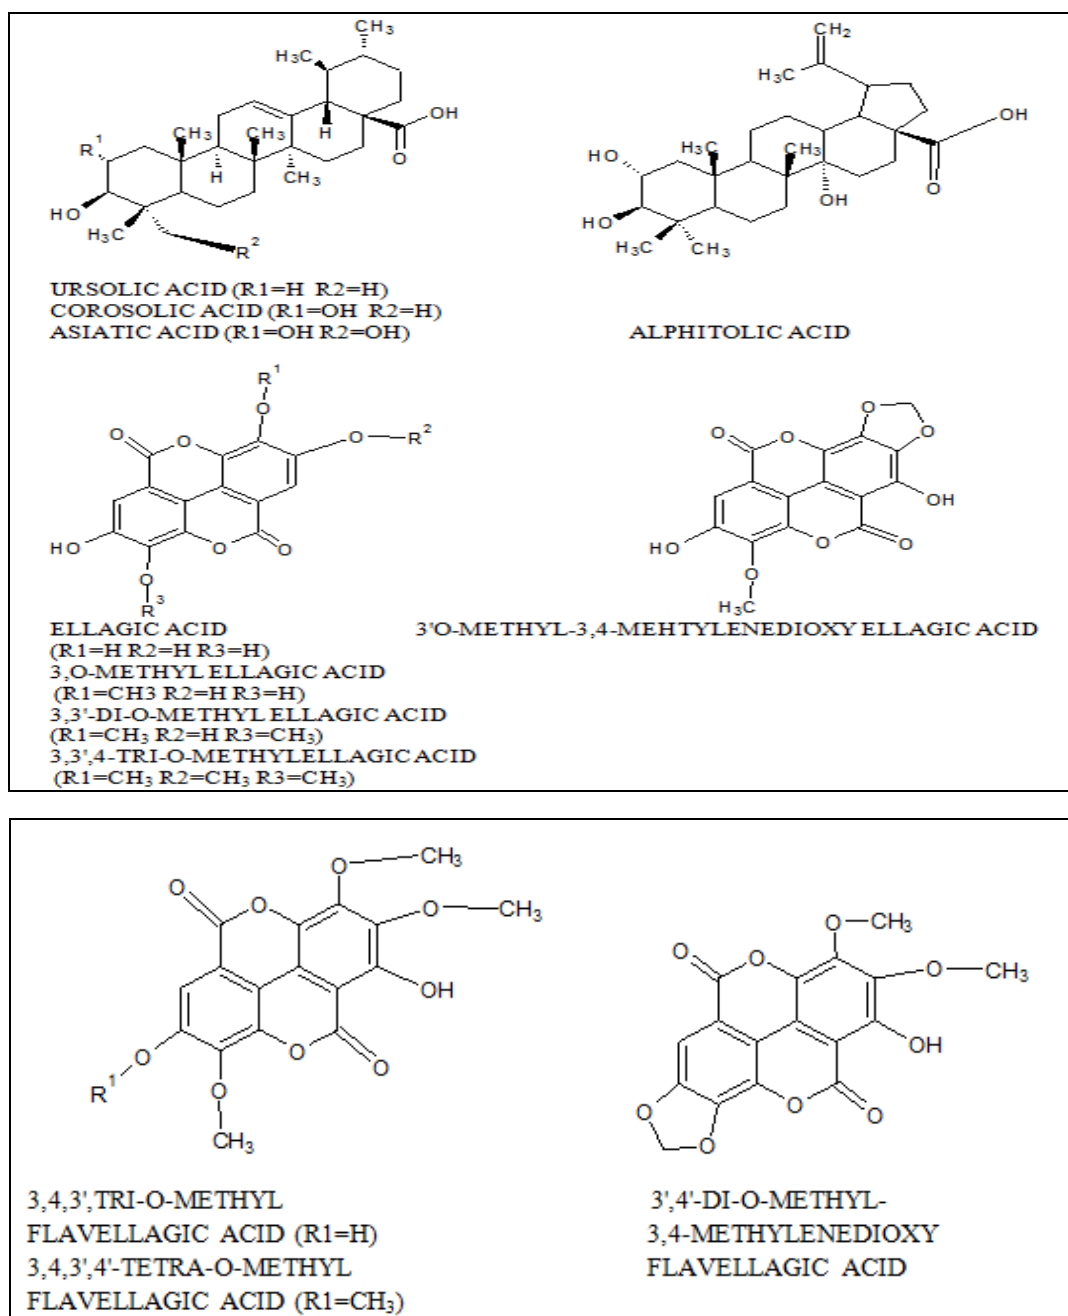 CH₃
CH₃
H₃C
R¹
CH₃
CH₃
H
H
CH₃
OH
O
HO
H₃C
R²
CH₂
H₃C
OH
O
HO
H₃C
H₃C
OH
HO
H₃C
CH₃
URSOLIC ACID (R1=H R2=H)
COROSOLIC ACID (R1=OH R2=H)
ASIATIC ACID (R1=OH R2=OH)
ALPHITOLIC ACID
R¹
O
O
R²
O
O
HO
O
O
O
R³
O
O
O
O
OH
HO
O
O
O
H₃C
ELLAGIC ACID
(R1=H R2=H R3=H)
3,O-METHYL ELLAGIC ACID
(R1=CH3 R2=H R3=H)
3,3'-DI-O-METHYL ELLAGIC ACID
(R1=CH₃ R2=H R3=CH₃)
3,3',4-TRI-O-METHYLELLAGIC ACID
(R1=CH₃ R2=CH₃ R3=CH₃)
3'O-METHYL-3,4-MEHTYLENEDIOXY ELLAGIC ACID
O
CH₃
O
O
O
CH₃
OH
O
O
O
R¹
O
CH₃
O
CH₃
O
O
O
CH₃
OH
O
O
O
O
3,4,3',TRI-O-METHYL
FLAVELLAGIC ACID (R1=H)
3,4,3',4'-TETRA-O-METHYL
FLAVELLAGIC ACID (R1=CH₃)
3',4'-DI-O-METHYL-
3,4-METHYLENEDIOXY
FLAVELLAGIC ACID